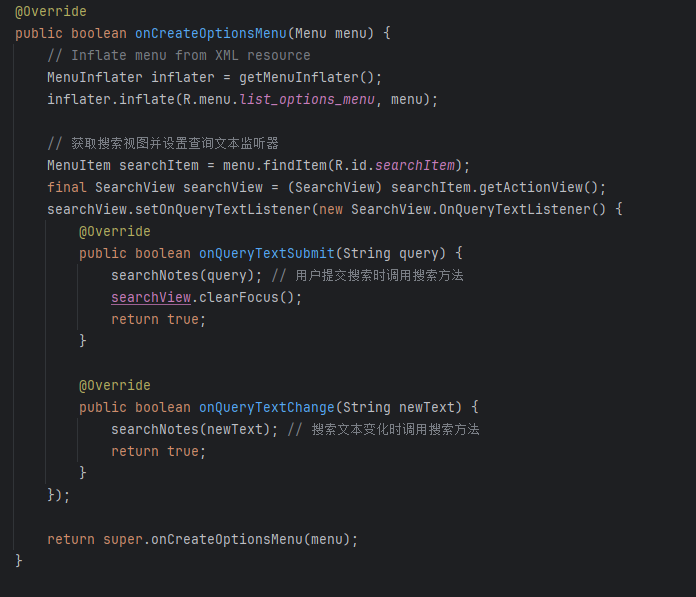 @Override
public boolean onCreateOptionsMenu(Menu menu) {
    // Inflate menu from XML resource
    MenuInflater inflater = getMenuInflater();
    inflater.inflate(R.menu.list_options_menu, menu);

    // 获取搜索视图并设置查询文本监听器
    MenuItem searchItem = menu.findItem(R.id.searchItem);
    final SearchView searchView = (SearchView) searchItem.getActionView();
    searchView.setOnQueryTextListener(new SearchView.OnQueryTextListener() {
        @Override
        public boolean onQueryTextSubmit(String query) {
            searchNotes(query); // 用户提交搜索时调用搜索方法
            searchView.clearFocus();
            return true;
        }

        @Override
        public boolean onQueryTextChange(String newText) {
            searchNotes(newText); // 搜索文本变化时调用搜索方法
            return true;
        }
    });

    return super.onCreateOptionsMenu(menu);
}